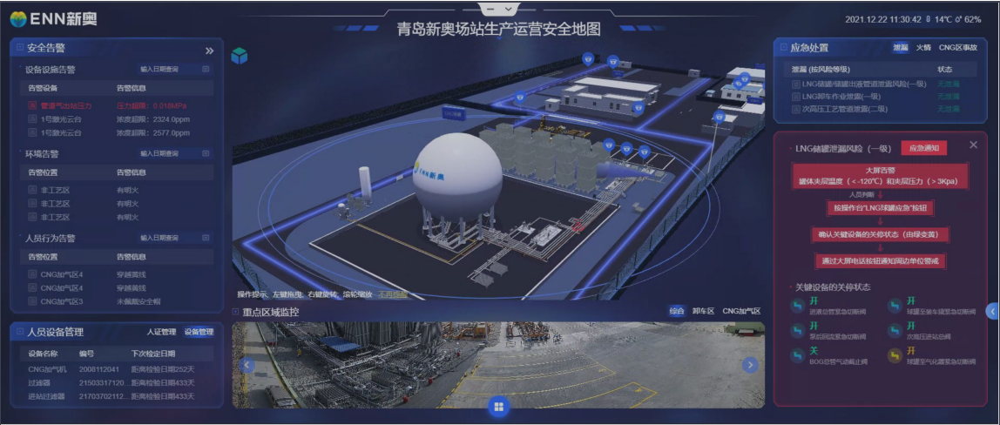 ENN新奥
青岛新奥场站生产运营安全地图
2021.12.22 11:30:42 14℃ 62%
安全告警
设备设施告警 输入日期查询
告警设备 告警信息
管道气出站压力 压力超限：0.018MPa
1号激光云台 浓度超限：2324.0ppm
1号激光云台 浓度超限：2577.0ppm
环境告警 输入日期查询
告警位置 告警信息
非工艺区 有明火
非工艺区 有明火
非工艺区 有明火
人员行为告警 输入日期查询
告警位置 告警信息
CNG加气区4 穿越黄线
CNG加气区4 穿越黄线
CNG加气区3 未佩戴安全帽
人员设备管理 人证管理 设备管理
设备名称 编号 下次检定日期
CNG加气机 2008112041 距离检验日期252天
过滤器 21503317120... 距离检验日期433天
进站过滤器 21703702112... 距离检验日期433天
ENN新奥
操作提示：左键拖曳，右键旋转，滚轮缩放 不再提醒
重点区域监控 综合 卸车区 CNG加气区
应急处置 泄漏 火情 CNG区事故
泄漏（按风险等级） 状态
LNG储罐/储罐出液管道泄露风险(一级) 无泄漏
LNG卸车作业泄露(一级) 无泄漏
次高压工艺管道泄露(二级) 无泄漏
LNG储罐泄漏风险（一级） 应急通知
大屏告警
罐体夹层温度（<-120℃）和夹层压力（>3Kpa）
人员判断
按操作台“LNG球罐应急”按钮
确认关键设备的关停状态（由绿变黄）
通过大屏电话按钮通知周边单位警戒
关键设备的关停状态
开 开
进液总管紧急切断阀 球罐至装车撬紧急切断阀
开 开
泵后回流紧急切断阀 次高压进站总阀
关 开
BOG总管气动截止阀 球罐至气化器紧急切断阀